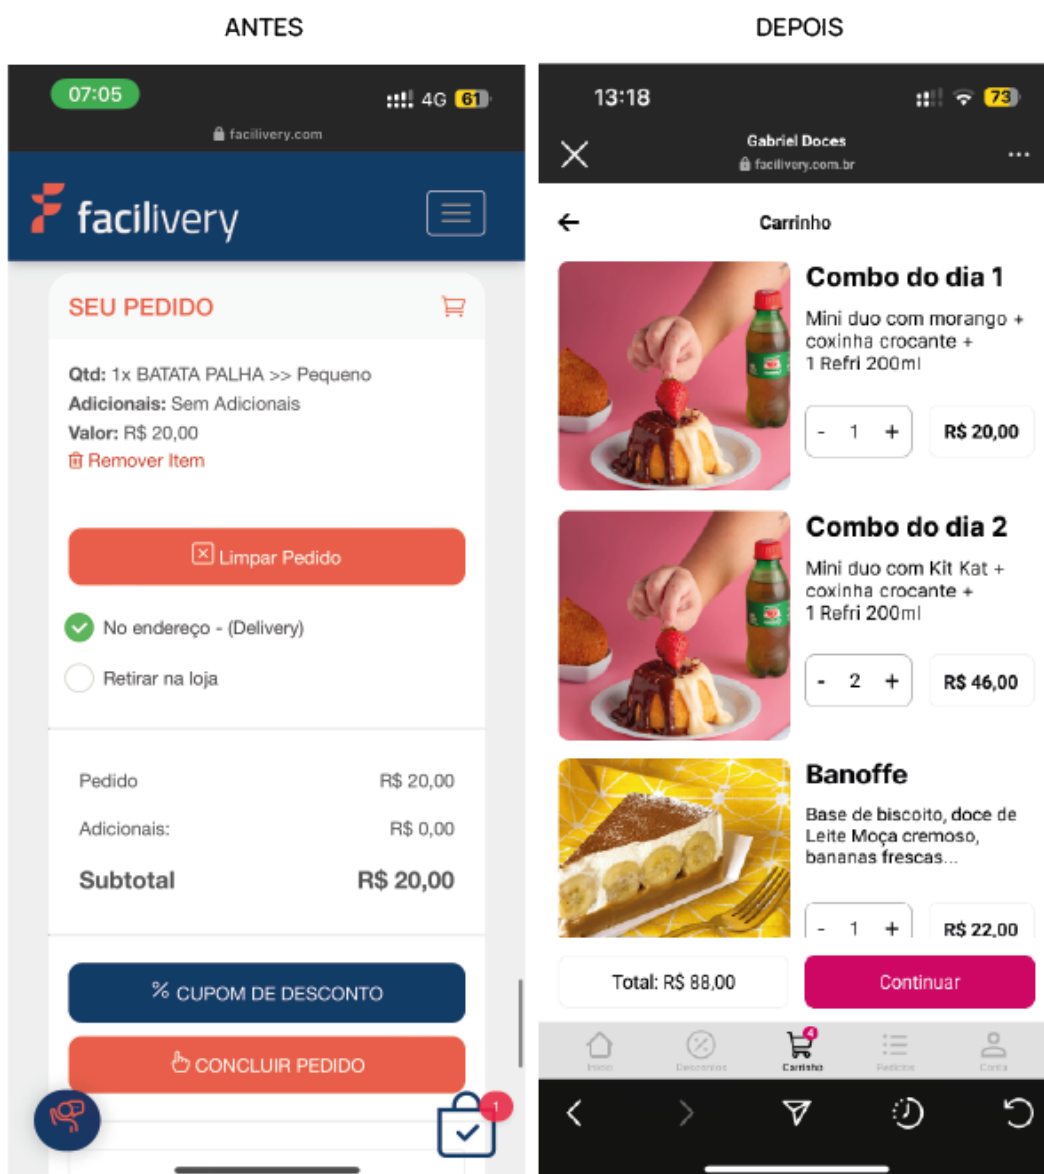 ANTES
07:05
4G 61
facilivery.com
facilivery
SEU PEDIDO
Qtd: 1x BATATA PALHA >> Pequeno
Adicionais: Sem Adicionais
Valor: R$ 20,00
Remover Item
Limpar Pedido
No endereço - (Delivery)
Retirar na loja
Pedido R$ 20,00
Adicionais: R$ 0,00
Subtotal R$ 20,00
% CUPOM DE DESCONTO
CONCLUIR PEDIDO
1
DEPOIS
13:18
73
Gabriel Doces
facilivery.com.br
Carrinho
Combo do dia 1
Mini duo com morango +
coxinha crocante +
1 Refri 200ml
- 1 + R$ 20,00
Combo do dia 2
Mini duo com Kit Kat +
coxinha crocante +
1 Refri 200ml
- 2 + R$ 46,00
Banoffe
Base de biscoito, doce de
Leite Moça cremoso,
bananas frescas...
- 1 + R$ 22,00
Total: R$ 88,00 Continuar
4
Início Descontos Carrinho Pedidos Conta